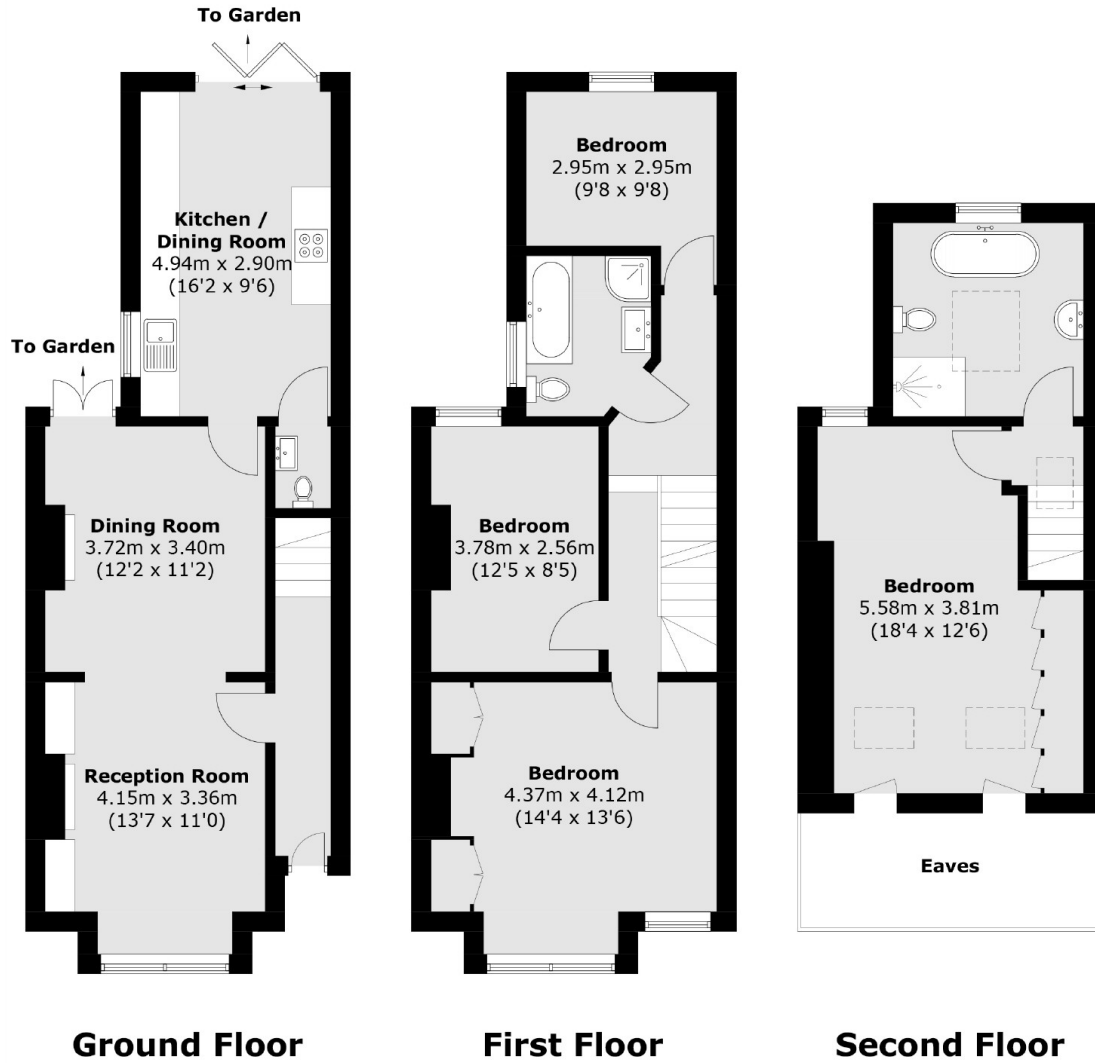 To Garden
Kitchen /
Dining Room
4.94m x 2.90m
(16'2 x 9'6)
To Garden
Dining Room
3.72m x 3.40m
(12'2 x 11'2)
Reception Room
4.15m x 3.36m
(13'7 x 11'0)
Ground Floor
Bedroom
2.95m x 2.95m
(9'8 x 9'8)
Bedroom
3.78m x 2.56m
(12'5 x 8'5)
Bedroom
4.37m x 4.12m
(14'4 x 13'6)
First Floor
Bedroom
5.58m x 3.81m
(18'4 x 12'6)
Eaves
Second Floor